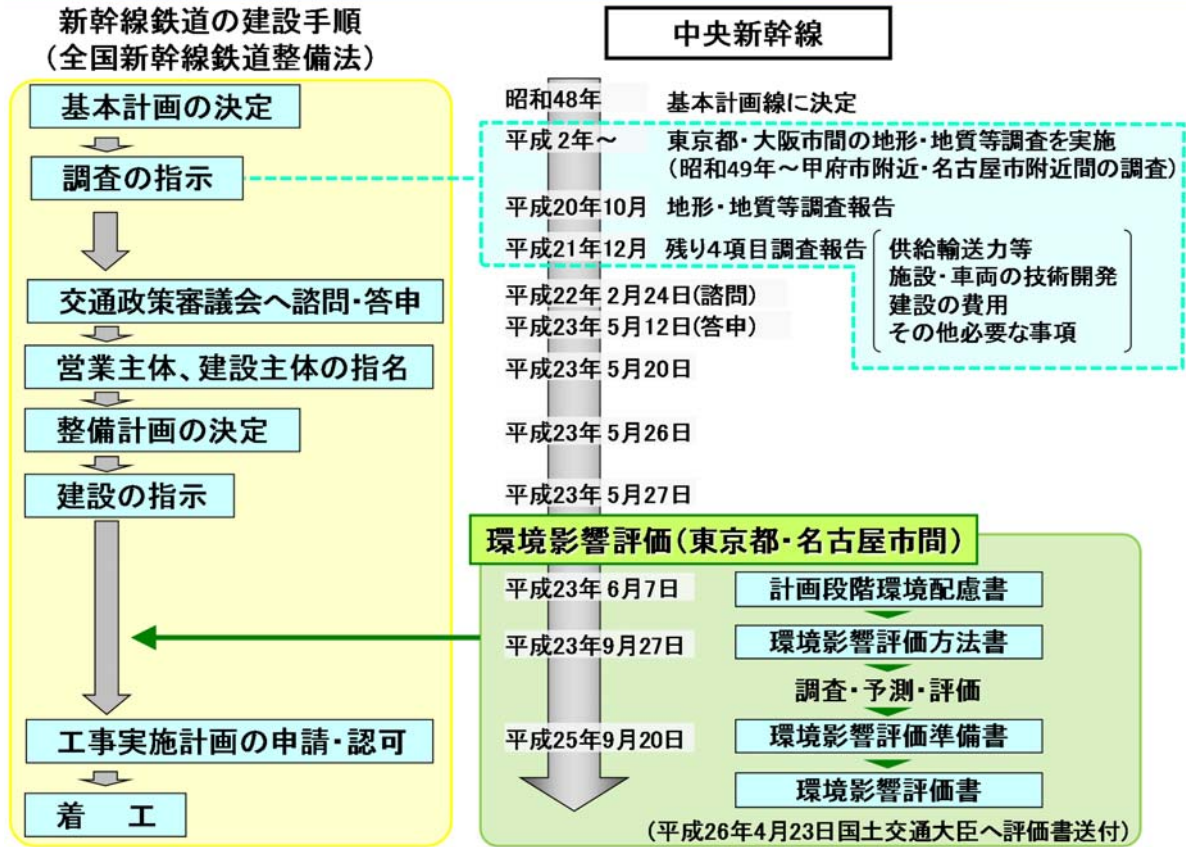 新幹線鉄道の建設手順
（全国新幹線鉄道整備法）
基本計画の決定
調査の指示
交通政策審議会へ諮問・答申
営業主体、建設主体の指名
整備計画の決定
建設の指示
工事実施計画の申請・認可
着　工
中央新幹線
昭和48年　基本計画線に決定
平成 2年～　東京都・大阪市間の地形・地質等調査を実施
（昭和49年～甲府市附近・名古屋市附近間の調査）
平成20年10月　地形・地質等調査報告
平成21年12月　残り4項目調査報告
供給輸送力等
施設・車両の技術開発
建設の費用
その他必要な事項
平成22年 2月24日(諮問)
平成23年 5月12日(答申)
平成23年 5月20日
平成23年 5月26日
平成23年 5月27日
環境影響評価（東京都・名古屋市間）
平成23年 6月7日　計画段階環境配慮書
平成23年9月27日　環境影響評価方法書
調査・予測・評価
平成25年9月20日　環境影響評価準備書
環境影響評価書
（平成26年4月23日国土交通大臣へ評価書送付）